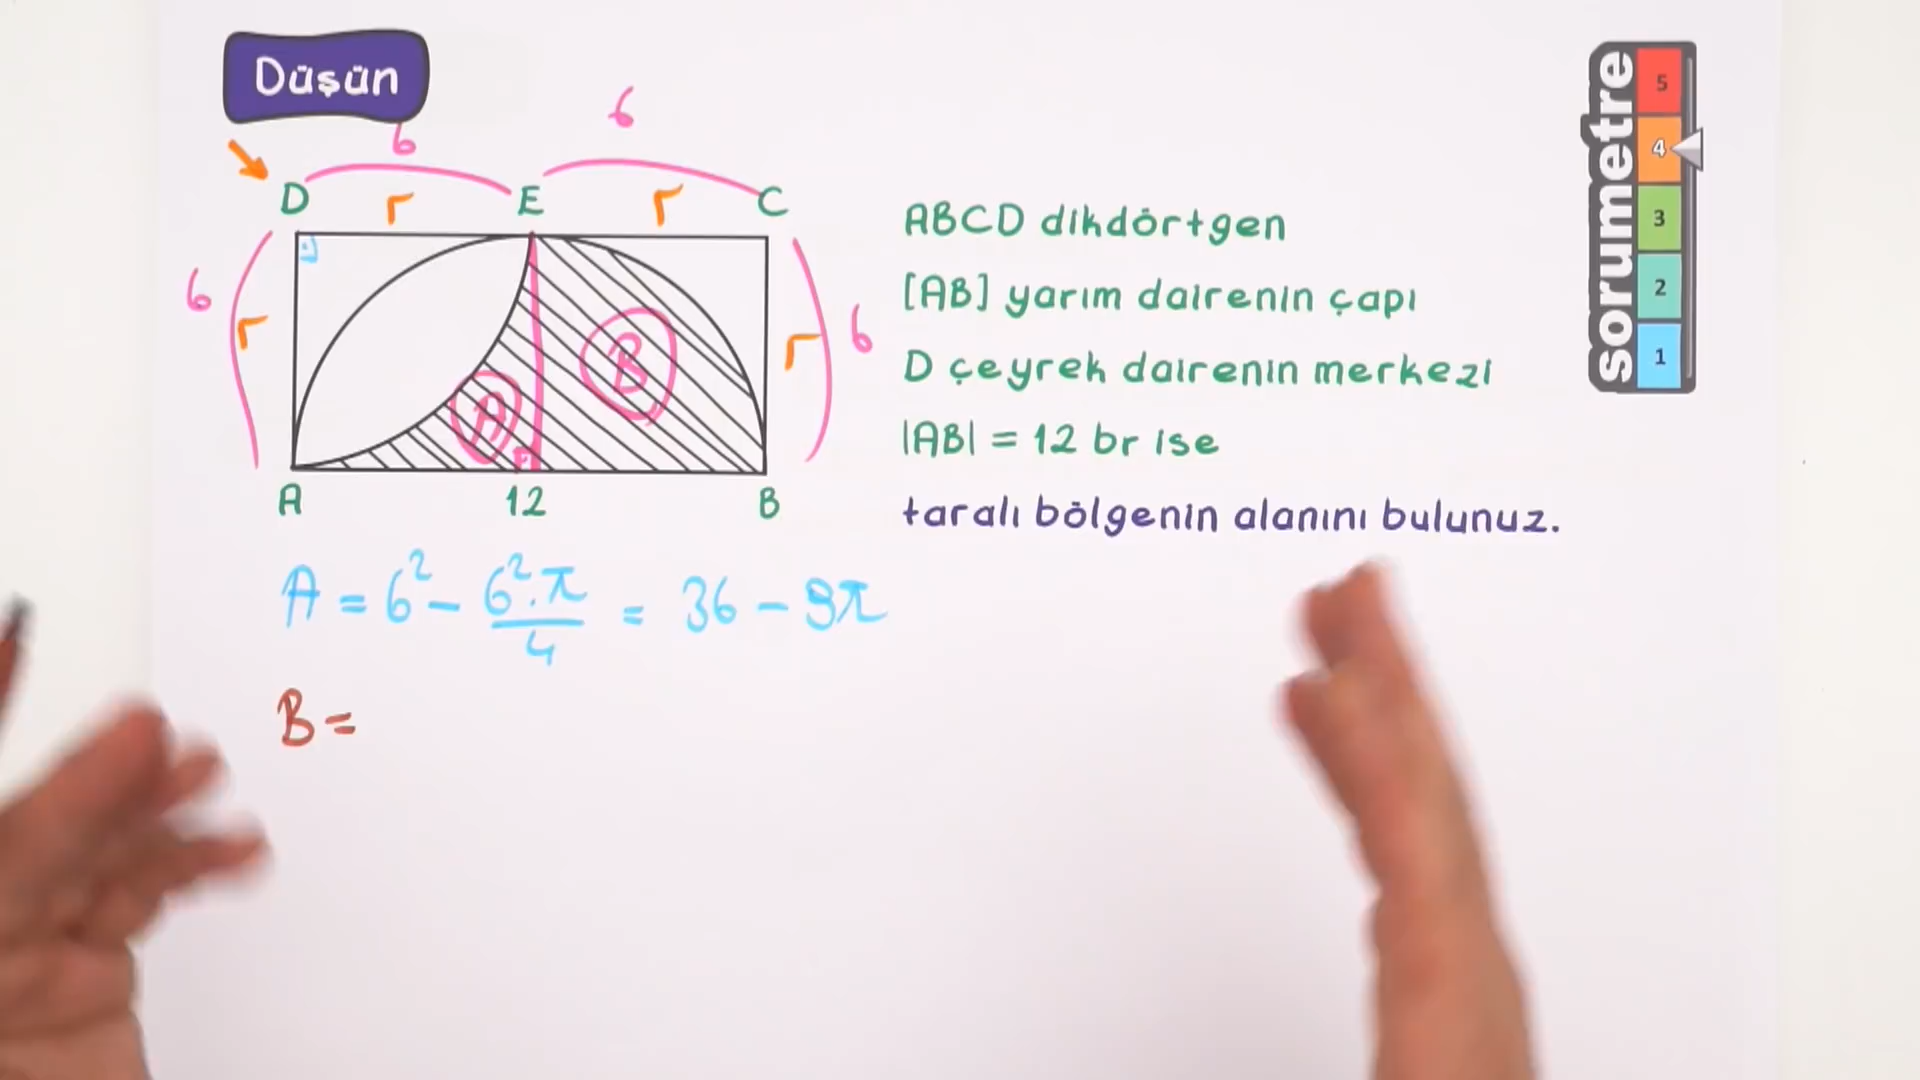 Düşün
6
6
D
r
E
r
C
6
r
r
6
B
A
A
12
B
ABCD dikdörtgen
[AB] yarım dairenin çapı
D çeyrek dairenin merkezi
|AB| = 12 br ise
taralı bölgenin alanını bulunuz.
A = 6² - 6².π/4 = 36 - 9π
B =
sorumetre
5
4
3
2
1